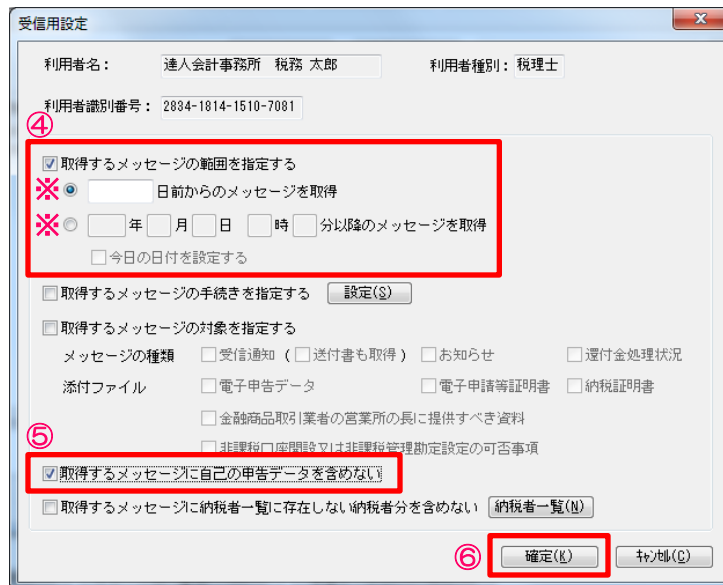 受信用設定
利用者名： 達人会計事務所 税務 太郎 利用者種別： 税理士
利用者識別番号： 2834-1814-1510-7081
④
取得するメッセージの範囲を指定する
※ 日前からのメッセージを取得
※ 年 月 日 時 分以降のメッセージを取得
今日の日付を設定する
取得するメッセージの手続きを指定する 設定(S)
取得するメッセージの対象を指定する
メッセージの種類 受信通知 ( 送付書も取得 ) お知らせ 還付金処理状況
添付ファイル 電子申告データ 電子申請等証明書 納税証明書
金融商品取引業者の営業所の長に提供すべき資料
⑤
非課税口座開設又は非課税管理勘定設定の可否事項
取得するメッセージに自己の申告データを含めない
取得するメッセージに納税者一覧に存在しない納税者分を含めない 納税者一覧(N)
⑥ 確定(K) ｷｬﾝｾﾙ(C)